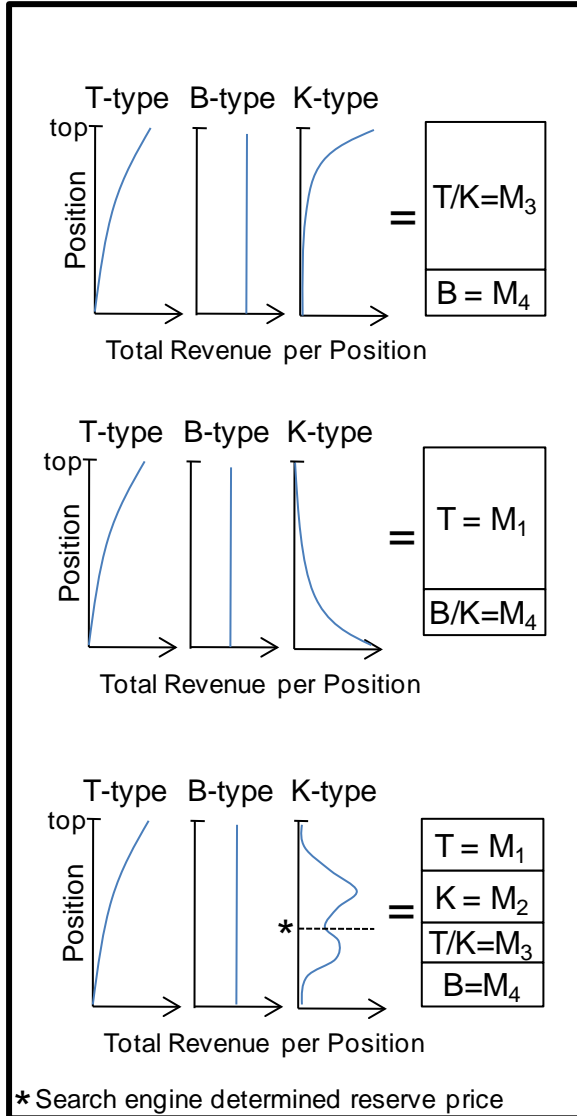 T-type B-type K-type
top
Position
Total Revenue per Position
=
T/K=M₃
B = M₄
T-type B-type K-type
top
Position
Total Revenue per Position
=
T = M₁
B/K=M₄
T-type B-type K-type
top
Position
*
Total Revenue per Position
=
T = M₁
K = M₂
T/K=M₃
B=M₄
* Search engine determined reserve price